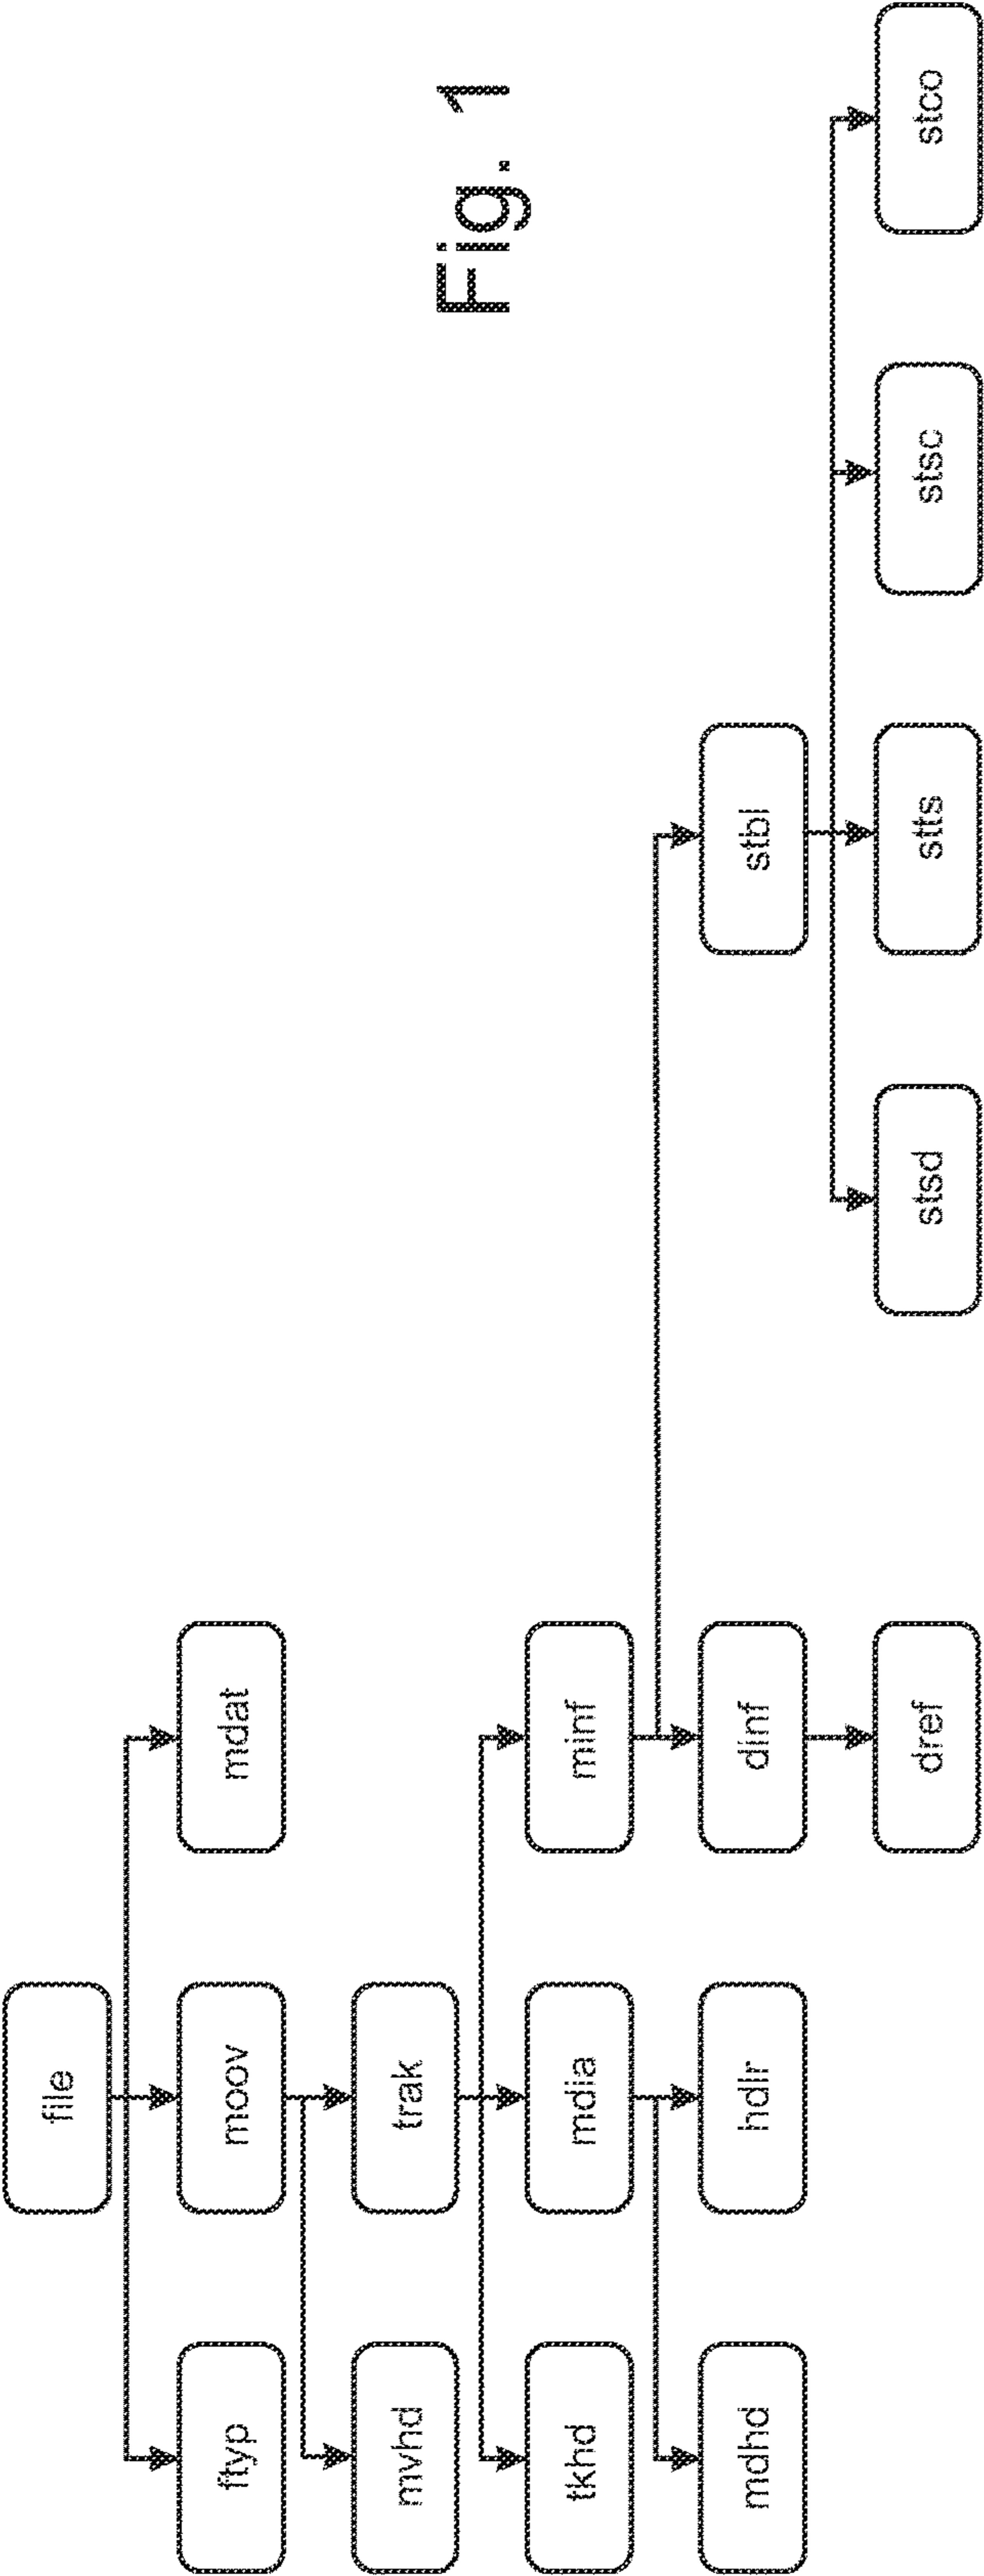 file
ftyp
moov
mdat
mvhd
trak
tkhd
mdia
minf
mdhd
hdlr
dinf
stbl
dref
stsd
stts
stsc
stco
Fig. 1